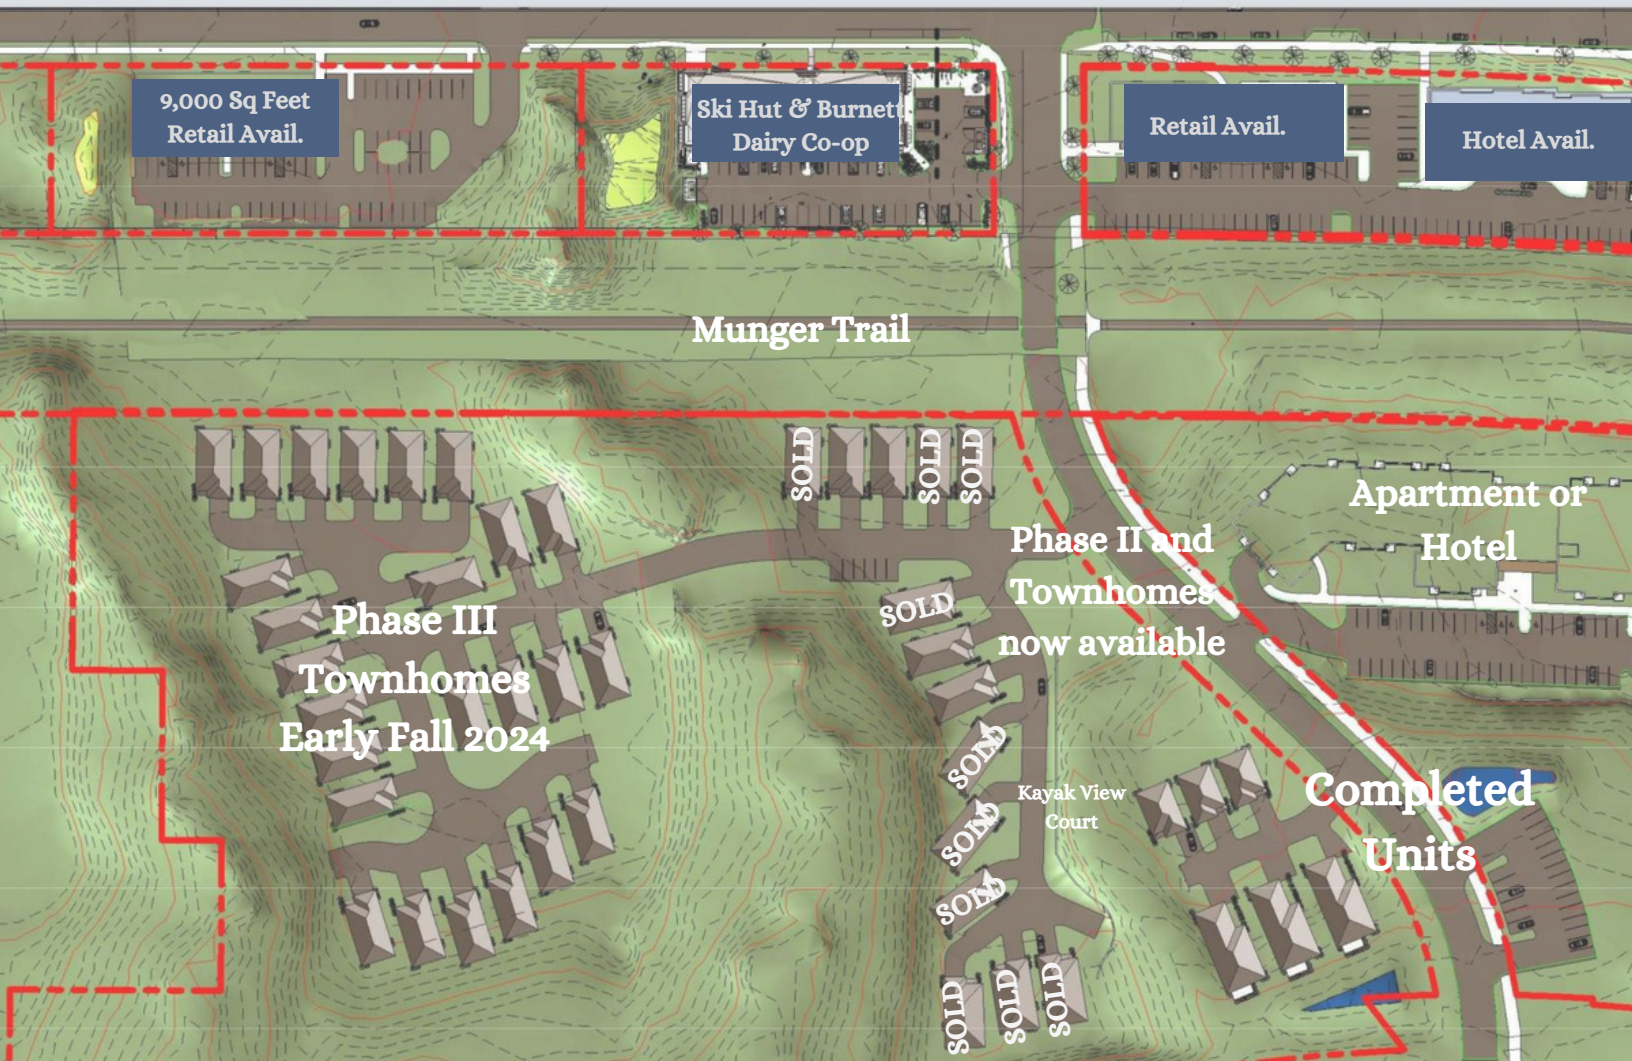 9,000 Sq Feet
Retail Avail.
Ski Hut & Burnett
Dairy Co-op
Retail Avail.
Hotel Avail.
Munger Trail
SOLD
SOLD
SOLD
Apartment or
Hotel
Phase II and
Townhomes
now available
SOLD
Phase III
Townhomes
Early Fall 2024
SOLD
Kayak View
Court
SOLD
SOLD
Completed
Units
SOLD
SOLD
SOLD